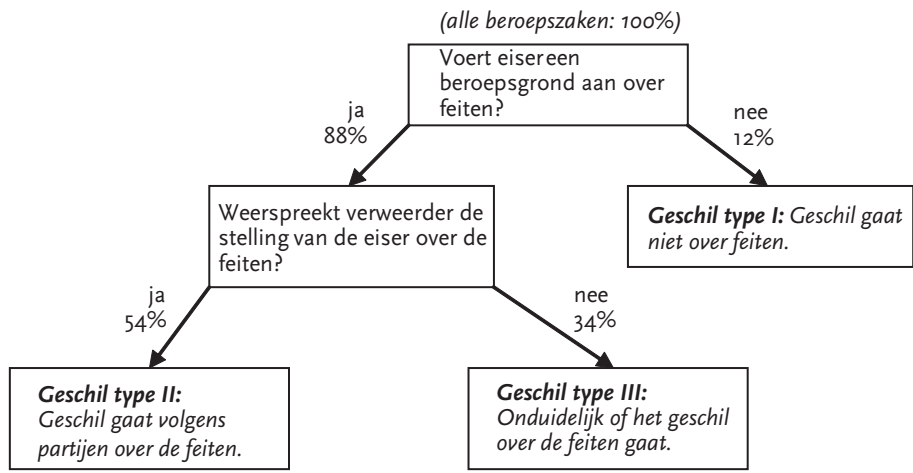 (alle beroepszaken: 100%)
Voert eisereen
beroepsgrond aan over
feiten?
ja
88%
nee
12%
Weerspreekt verweerder de
stelling van de eiser over de
feiten?
Geschil type I: Geschil gaat
niet over feiten.
ja
54%
nee
34%
Geschil type II:
Geschil gaat volgens
partijen over de feiten.
Geschil type III:
Onduidelijk of het geschil
over de feiten gaat.